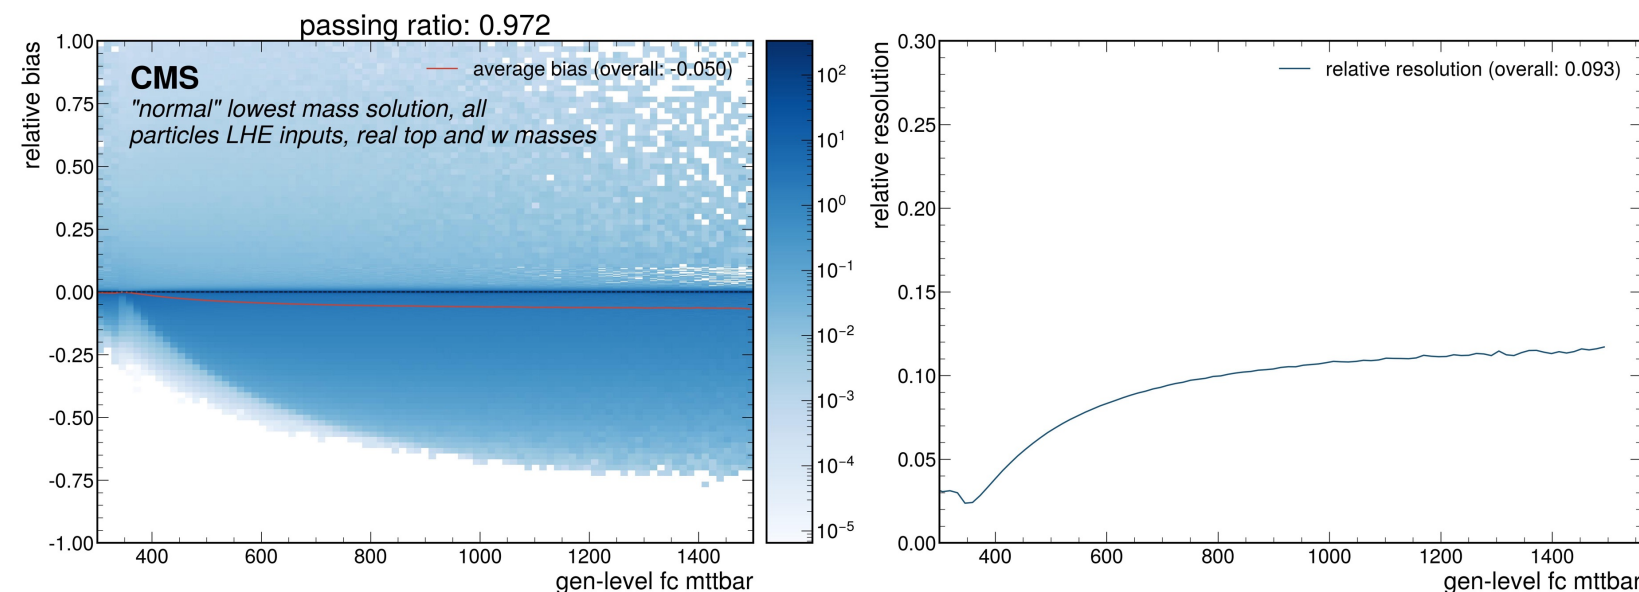 passing ratio: 0.972
relative bias
1.00
0.75
0.50
0.25
0.00
-0.25
-0.50
-0.75
-1.00
CMS
average bias (overall: -0.050)
"normal" lowest mass solution, all
particles LHE inputs, real top and w masses
400 600 800 1000 1200 1400
gen-level fc mttbar
10²
10¹
10⁰
10⁻¹
10⁻²
10⁻³
10⁻⁴
10⁻⁵
relative resolution
0.30
0.25
0.20
0.15
0.10
0.05
0.00
relative resolution (overall: 0.093)
400 600 800 1000 1200 1400
gen-level fc mttbar